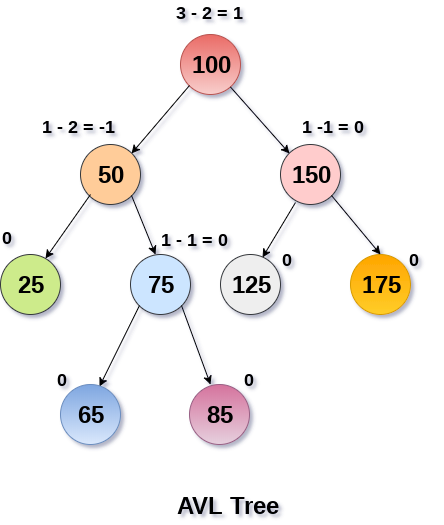 3 - 2 = 1
100
1 - 2 = -1
1 -1 = 0
50
150
0
1 - 1 = 0
0
0
25
75
125
175
0
0
65
85
AVL Tree